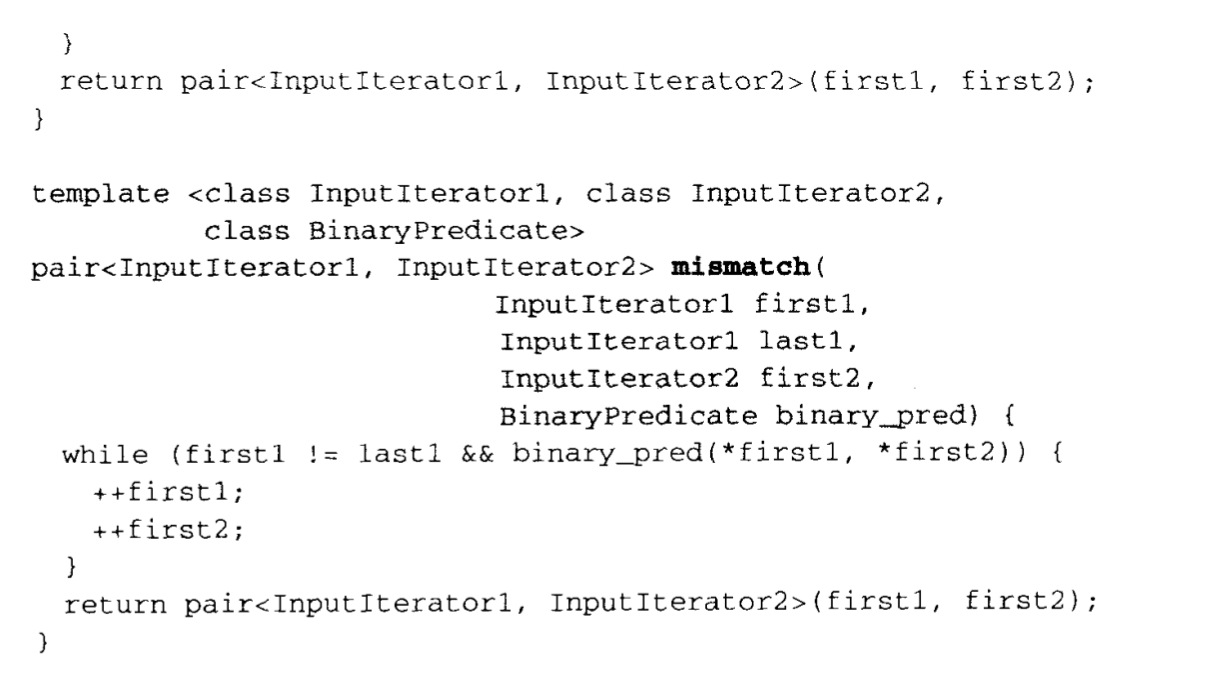 }
return pair<InputIterator1, InputIterator2>(first1, first2);
}
template <class InputIterator1, class InputIterator2,
class BinaryPredicate>
pair<InputIterator1, InputIterator2> mismatch(
InputIterator1 first1,
InputIterator1 last1,
InputIterator2 first2,
BinaryPredicate binary_pred) {
while (first1 != last1 && binary_pred(*first1, *first2)) {
++first1;
++first2;
}
return pair<InputIterator1, InputIterator2>(first1, first2);
}